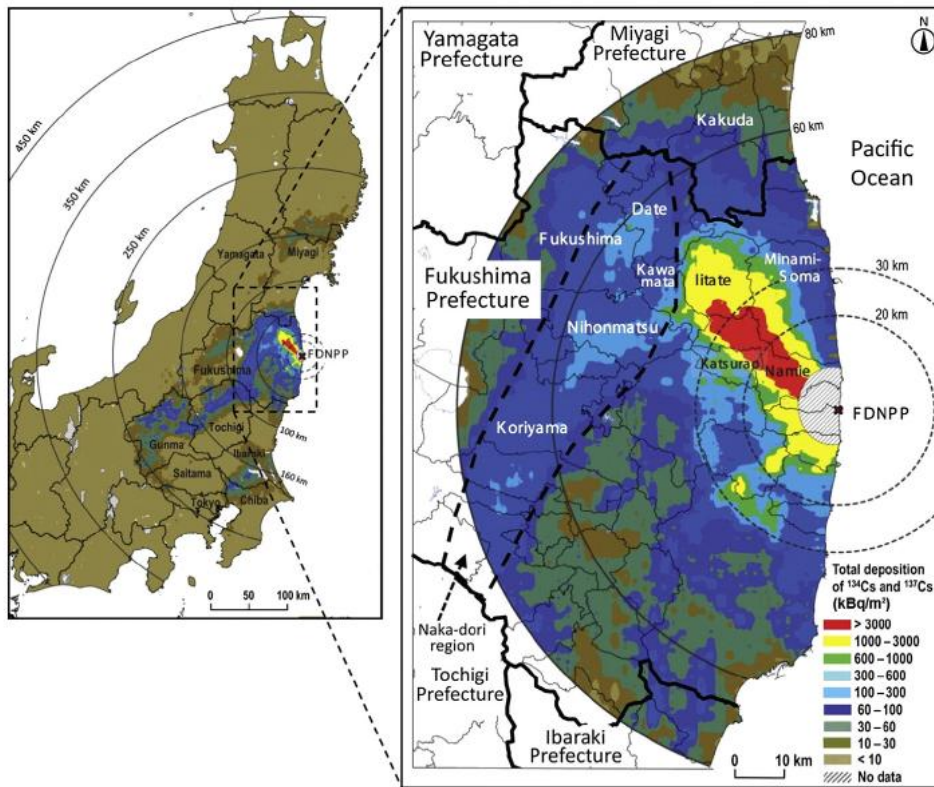 450 km
350 km
250 km
Yamagata
Miyagi
FDNPP
Fukushima
100 km
Tochigi
Gunma
Ibaraki
Saitama
160 km
Tokyo
Chiba
0 50 100 km
Yamagata
Prefecture
Miyagi
Prefecture
80 km
N
Kakuda
60 km
Pacific
Ocean
Date
Fukushima
Minami-
Soma
30 km
Kawa
mata
Iitate
Fukushima
Prefecture
20 km
Nihonmatsu
Katsurao
Namie
FDNPP
Koriyama
Naka-dori
region
Tochigi
Prefecture
Ibaraki
Prefecture
0 10 km
Total deposition
of ¹³⁴Cs and ¹³⁷Cs
(kBq/m²)
> 3000
1000 – 3000
600 – 1000
300 – 600
100 – 300
60 – 100
30 – 60
10 – 30
< 10
No data